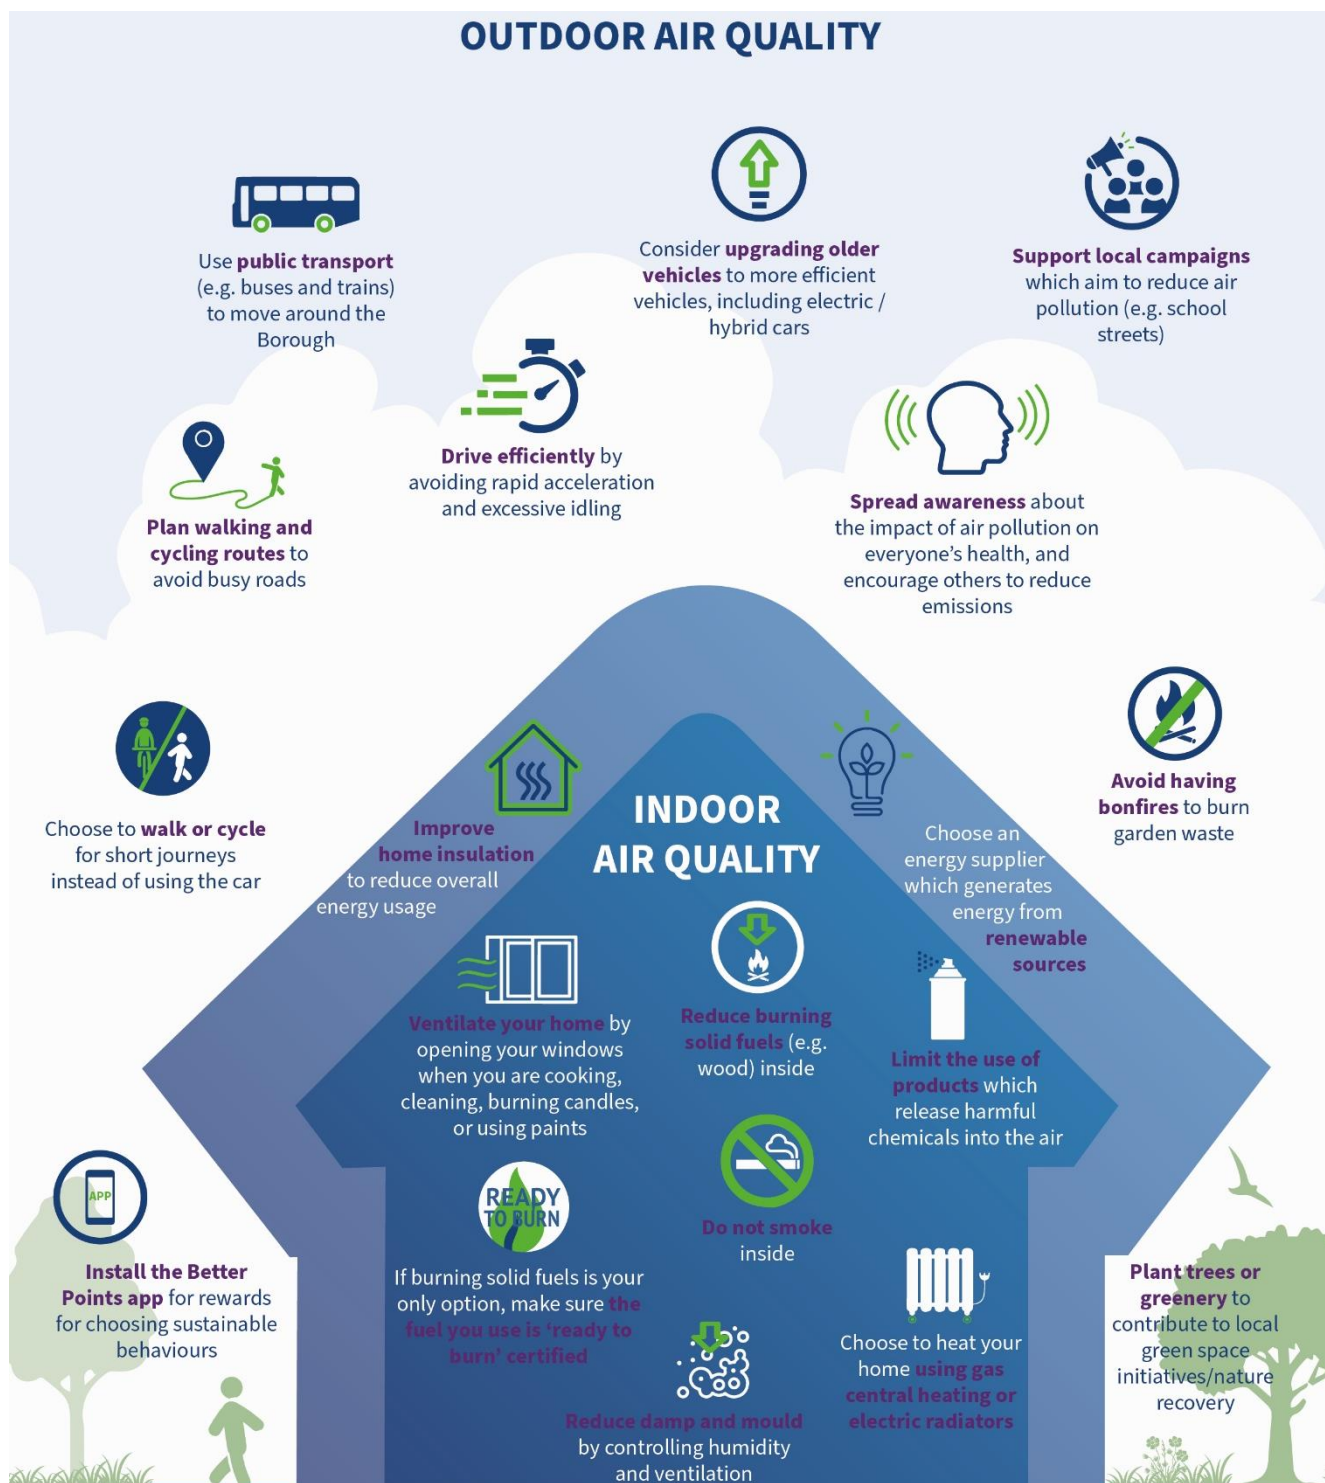 OUTDOOR AIR QUALITY
Use public transport
(e.g. buses and trains)
to move around the
Borough
Consider upgrading older
vehicles to more efficient
vehicles, including electric /
hybrid cars
Support local campaigns
which aim to reduce air
pollution (e.g. school
streets)
Plan walking and
cycling routes to
avoid busy roads
Drive efficiently by
avoiding rapid acceleration
and excessive idling
Spread awareness about
the impact of air pollution on
everyone's health, and
encourage others to reduce
emissions
Choose to walk or cycle
for short journeys
instead of using the car
Improve
home insulation
to reduce overall
energy usage
Choose an
energy supplier
which generates
energy from
renewable
sources
Avoid having
bonfires to burn
garden waste
INDOOR
AIR QUALITY
Ventilate your home by
opening your windows
when you are cooking,
cleaning, burning candles,
or using paints
Reduce burning
solid fuels (e.g.
wood) inside
Limit the use of
products which
release harmful
chemicals into the air
APP
Install the Better
Points app for rewards
for choosing sustainable
behaviours
READY
TO BURN
If burning solid fuels is your
only option, make sure the
fuel you use is ‘ready to
burn’ certified
Do not smoke
inside
Reduce damp and mould
by controlling humidity
and ventilation
Choose to heat your
home using gas
central heating or
electric radiators
Plant trees or
greenery to
contribute to local
green space
initiatives/nature
recovery